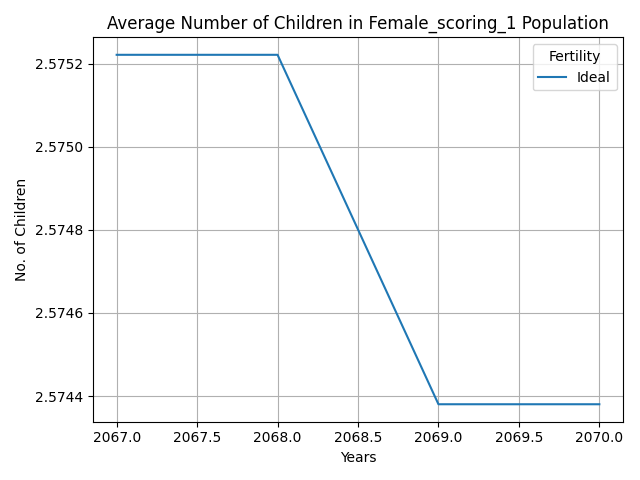 Average Number of Children in Female_scoring_1 Population
Fertility
Ideal
No. of Children
2.5752
2.5750
2.5748
2.5746
2.5744
2067.0 2067.5 2068.0 2068.5 2069.0 2069.5 2070.0
Years